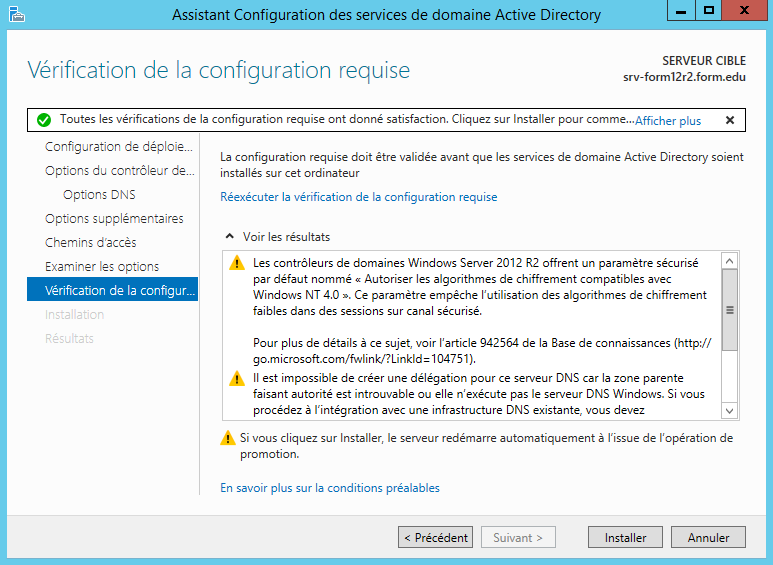 Assistant Configuration des services de domaine Active Directory
Vérification de la configuration requise
SERVEUR CIBLE
srv-form12r2.form.edu
Toutes les vérifications de la configuration requise ont donné satisfaction. Cliquez sur Installer pour comme...Afficher plus
Configuration de déploie...
Options du contrôleur de...
Options DNS
Options supplémentaires
Chemins d'accès
Examiner les options
Vérification de la configur...
Installation
Résultats
La configuration requise doit être validée avant que les services de domaine Active Directory soient
installés sur cet ordinateur
Réexécuter la vérification de la configuration requise
Voir les résultats
Les contrôleurs de domaines Windows Server 2012 R2 offrent un paramètre sécurisé
par défaut nommé « Autoriser les algorithmes de chiffrement compatibles avec
Windows NT 4.0 ». Ce paramètre empêche l'utilisation des algorithmes de chiffrement
faibles dans des sessions sur canal sécurisé.
Pour plus de détails à ce sujet, voir l'article 942564 de la Base de connaissances (http://
go.microsoft.com/fwlink/?LinkId=104751).
Il est impossible de créer une délégation pour ce serveur DNS car la zone parente
faisant autorité est introuvable ou elle n'exécute pas le serveur DNS Windows. Si vous
procédez à l'intégration avec une infrastructure DNS existante, vous devez
Si vous cliquez sur Installer, le serveur redémarre automatiquement à l'issue de l'opération de
promotion.
En savoir plus sur la conditions préalables
< Précédent
Suivant >
Installer
Annuler